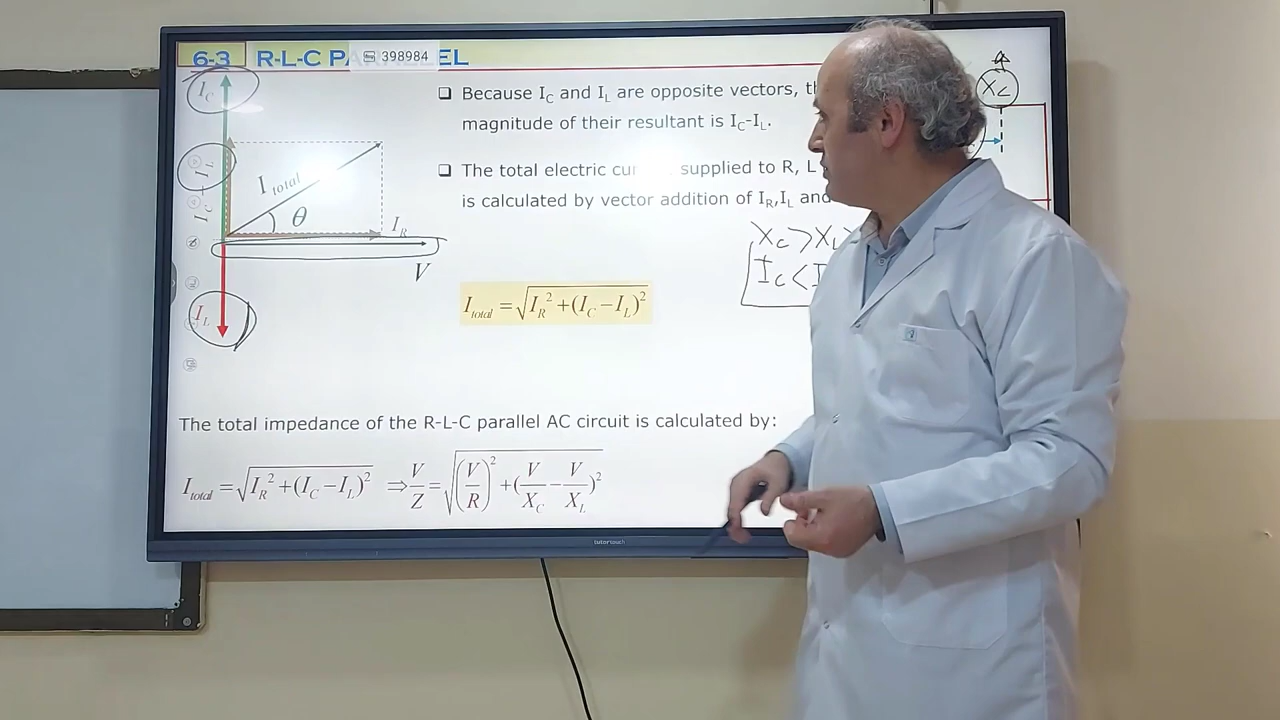 6-3 R-L-C PA EL
398984
I_C
I_L
I_C
I_total
θ
I_R
V
I_L
❑ Because I_C and I_L are opposite vectors,
magnitude of their resultant is I_C-I_L.
❑ The total electric supplied to R, L
is calculated by vector addition of I_R,I_L and
I_total = √(I_R² + (I_C − I_L)²)
X_C > X_L
I_C <
X_C
The total impedance of the R-L-C parallel AC circuit is calculated by:
I_total = √(I_R² + (I_C − I_L)²) ⇒ V/Z = √((V/R)² + (V/X_C − V/X_L)²)
tutortouch